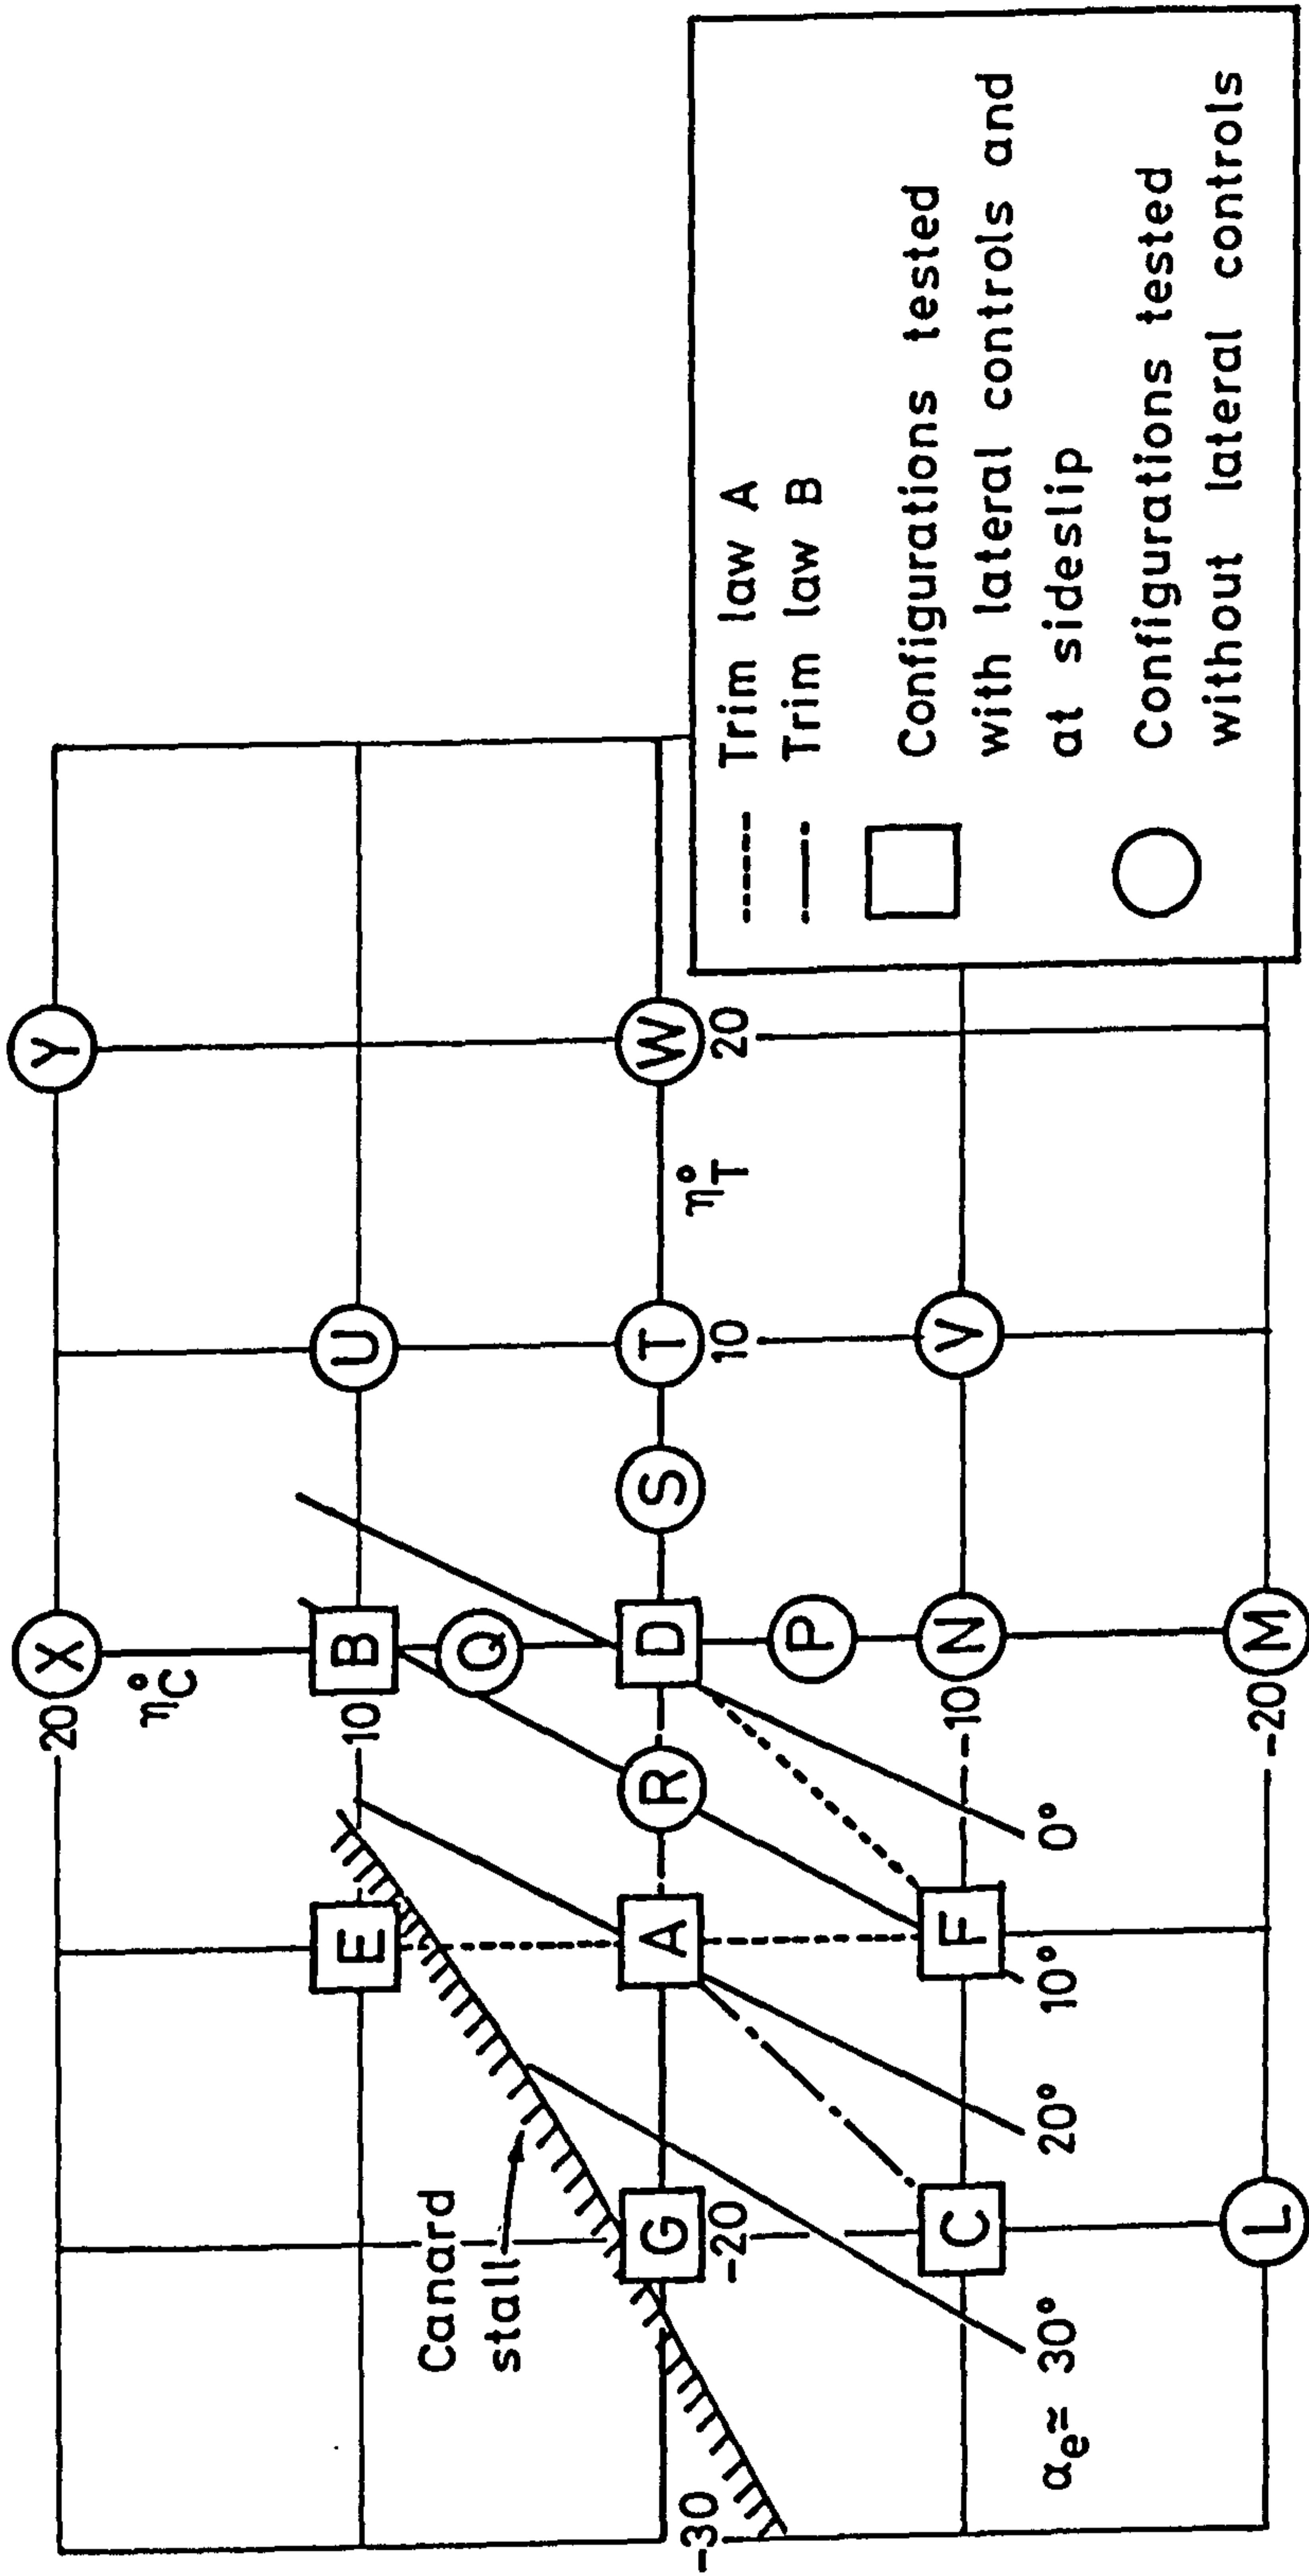 20 X Y
η°C
E 10 B U
Canard
stall
Q
G A R D S T W
-30 -20 η°T 10 20
P
C F -10 N V
αe≈ 30° 20° 10° 0°
L -20 M
Trim law A
Trim law B
Configurations tested
with lateral controls and
at sideslip
Configurations tested
without lateral controls